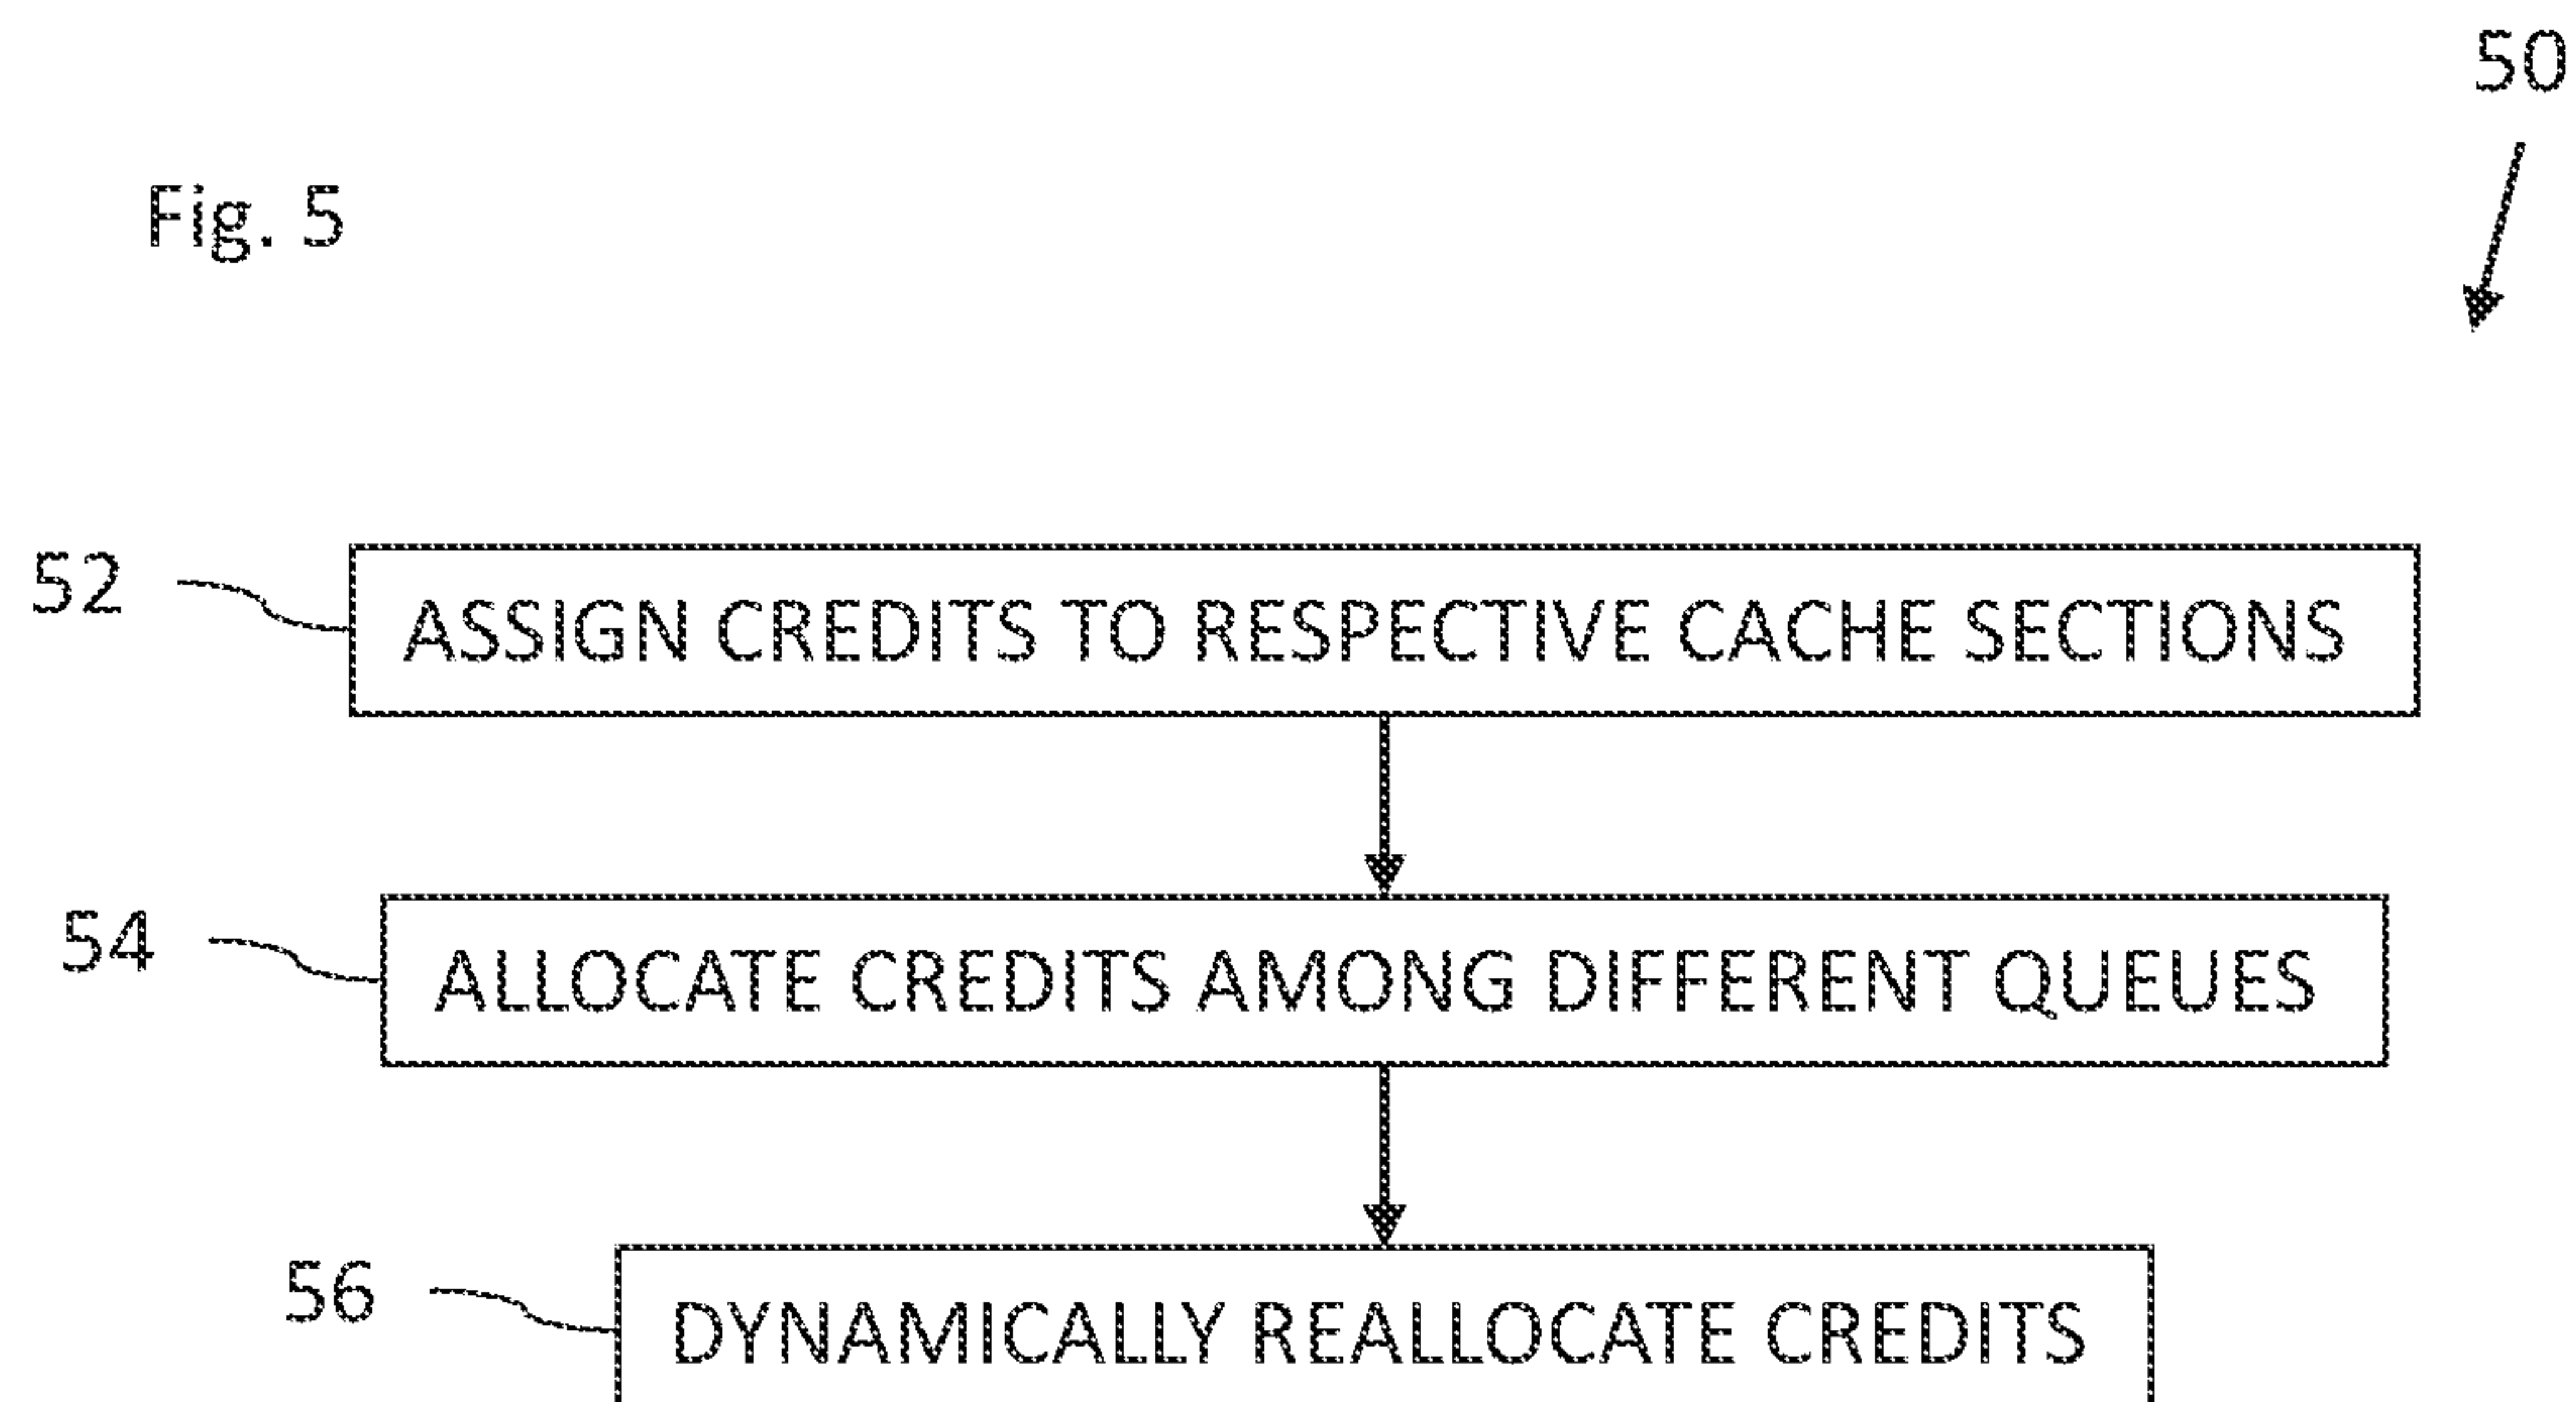 50
Fig. 5
52
ASSIGN CREDITS TO RESPECTIVE CACHE SECTIONS
54
ALLOCATE CREDITS AMONG DIFFERENT QUEUES
56
DYNAMICALLY REALLOCATE CREDITS